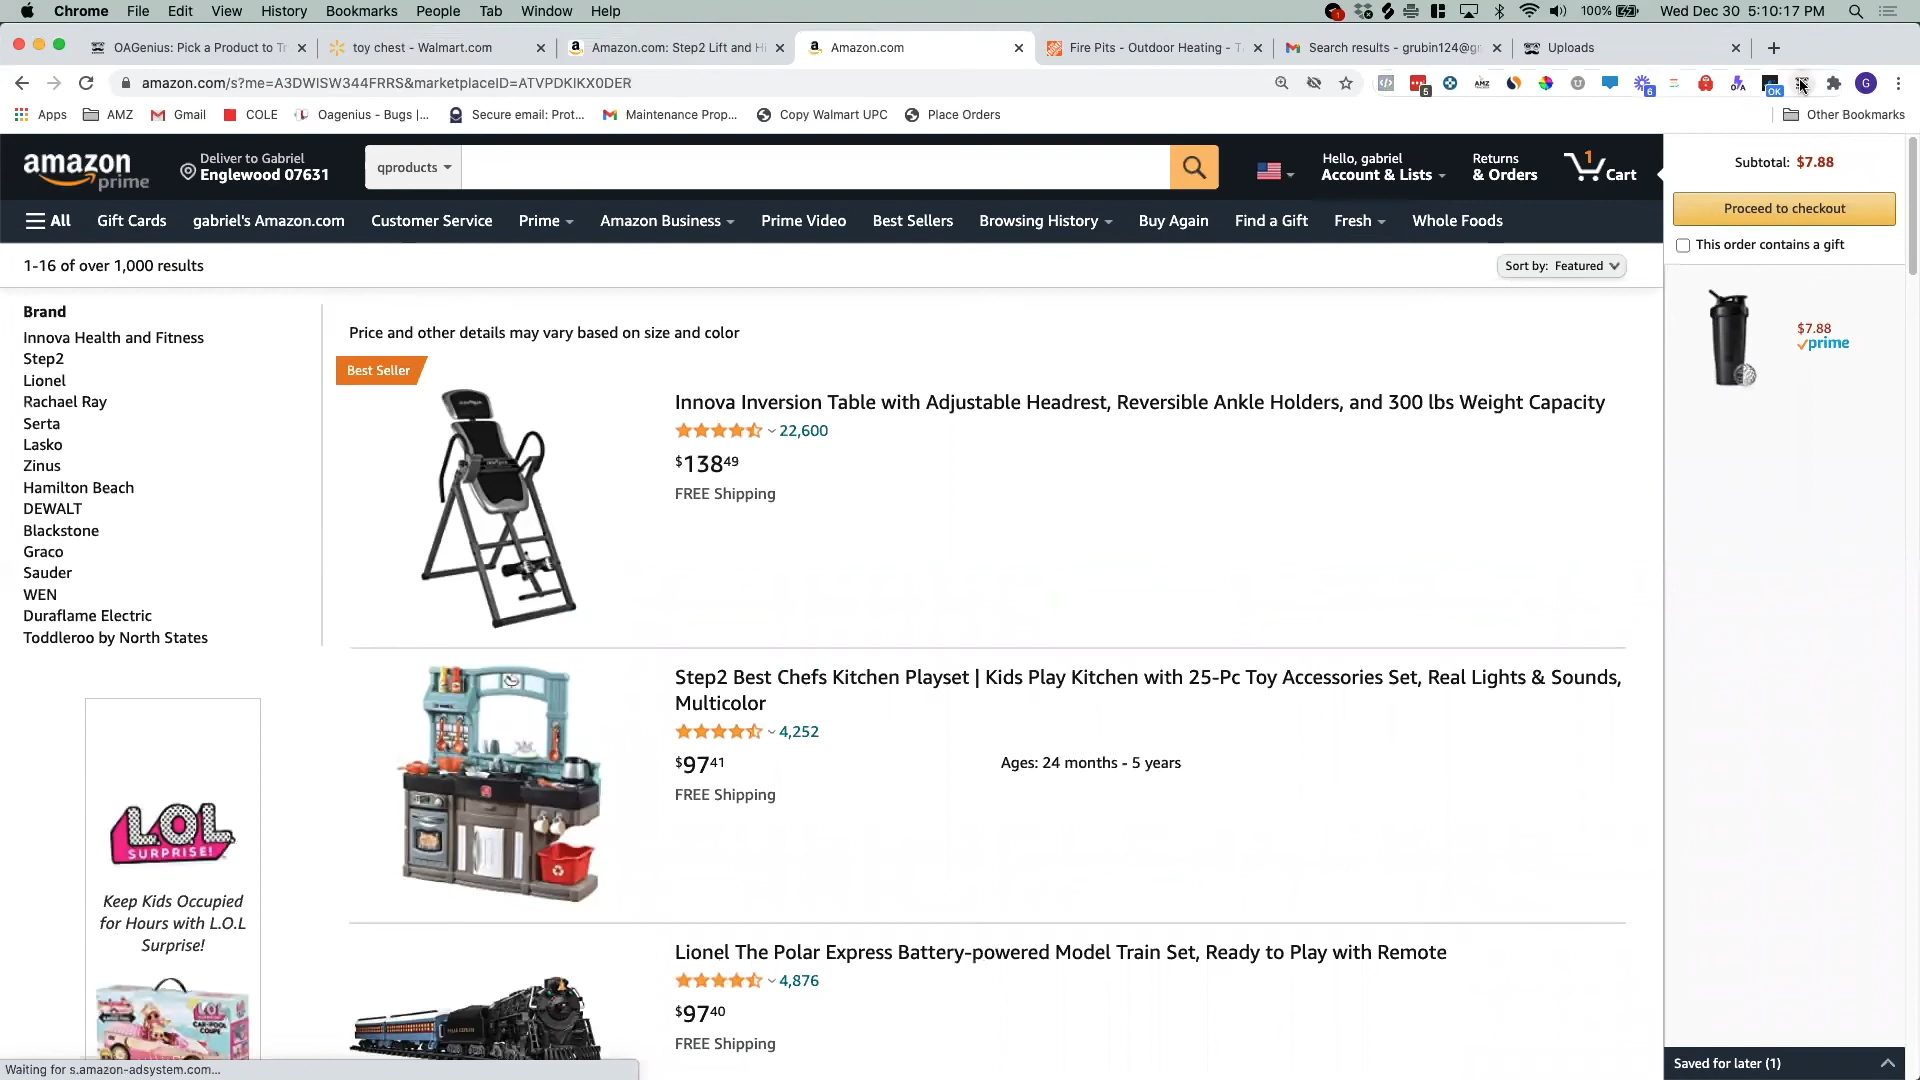 Chrome File Edit View History Bookmarks People Tab Window Help
100% Wed Dec 30 5:10:17 PM
OAGenius: Pick a Product to Tr
toy chest - Walmart.com
Amazon.com: Step2 Lift and Hi
Amazon.com
Fire Pits - Outdoor Heating - T
Search results - grubin124@gr
Uploads
amazon.com/s?me=A3DWISW344FRRS&marketplaceID=ATVPDKIKX0DER
5 AMZ 6 OK G
Apps AMZ Gmail COLE Oagenius - Bugs |... Secure email: Prot... Maintenance Prop... Copy Walmart UPC Place Orders Other Bookmarks
amazon prime
Deliver to Gabriel
Englewood 07631
qproducts
Hello, gabriel
Account & Lists
Returns
& Orders
1
Cart
All Gift Cards gabriel's Amazon.com Customer Service Prime Amazon Business Prime Video Best Sellers Browsing History Buy Again Find a Gift Fresh Whole Foods
Subtotal: $7.88
Proceed to checkout
This order contains a gift
$7.88
prime
Saved for later (1)
1-16 of over 1,000 results
Sort by: Featured
Brand
Innova Health and Fitness
Step2
Lionel
Rachael Ray
Serta
Lasko
Zinus
Hamilton Beach
DEWALT
Blackstone
Graco
Sauder
WEN
Duraflame Electric
Toddleroo by North States
L.O.L.
SURPRISE!
Keep Kids Occupied
for Hours with L.O.L
Surprise!
Price and other details may vary based on size and color
Best Seller
Innova Inversion Table with Adjustable Headrest, Reversible Ankle Holders, and 300 lbs Weight Capacity
22,600
$138 49
FREE Shipping
Step2 Best Chefs Kitchen Playset | Kids Play Kitchen with 25-Pc Toy Accessories Set, Real Lights & Sounds,
Multicolor
4,252
$97 41
Ages: 24 months - 5 years
FREE Shipping
Lionel The Polar Express Battery-powered Model Train Set, Ready to Play with Remote
4,876
$97 40
FREE Shipping
Waiting for s.amazon-adsystem.com...